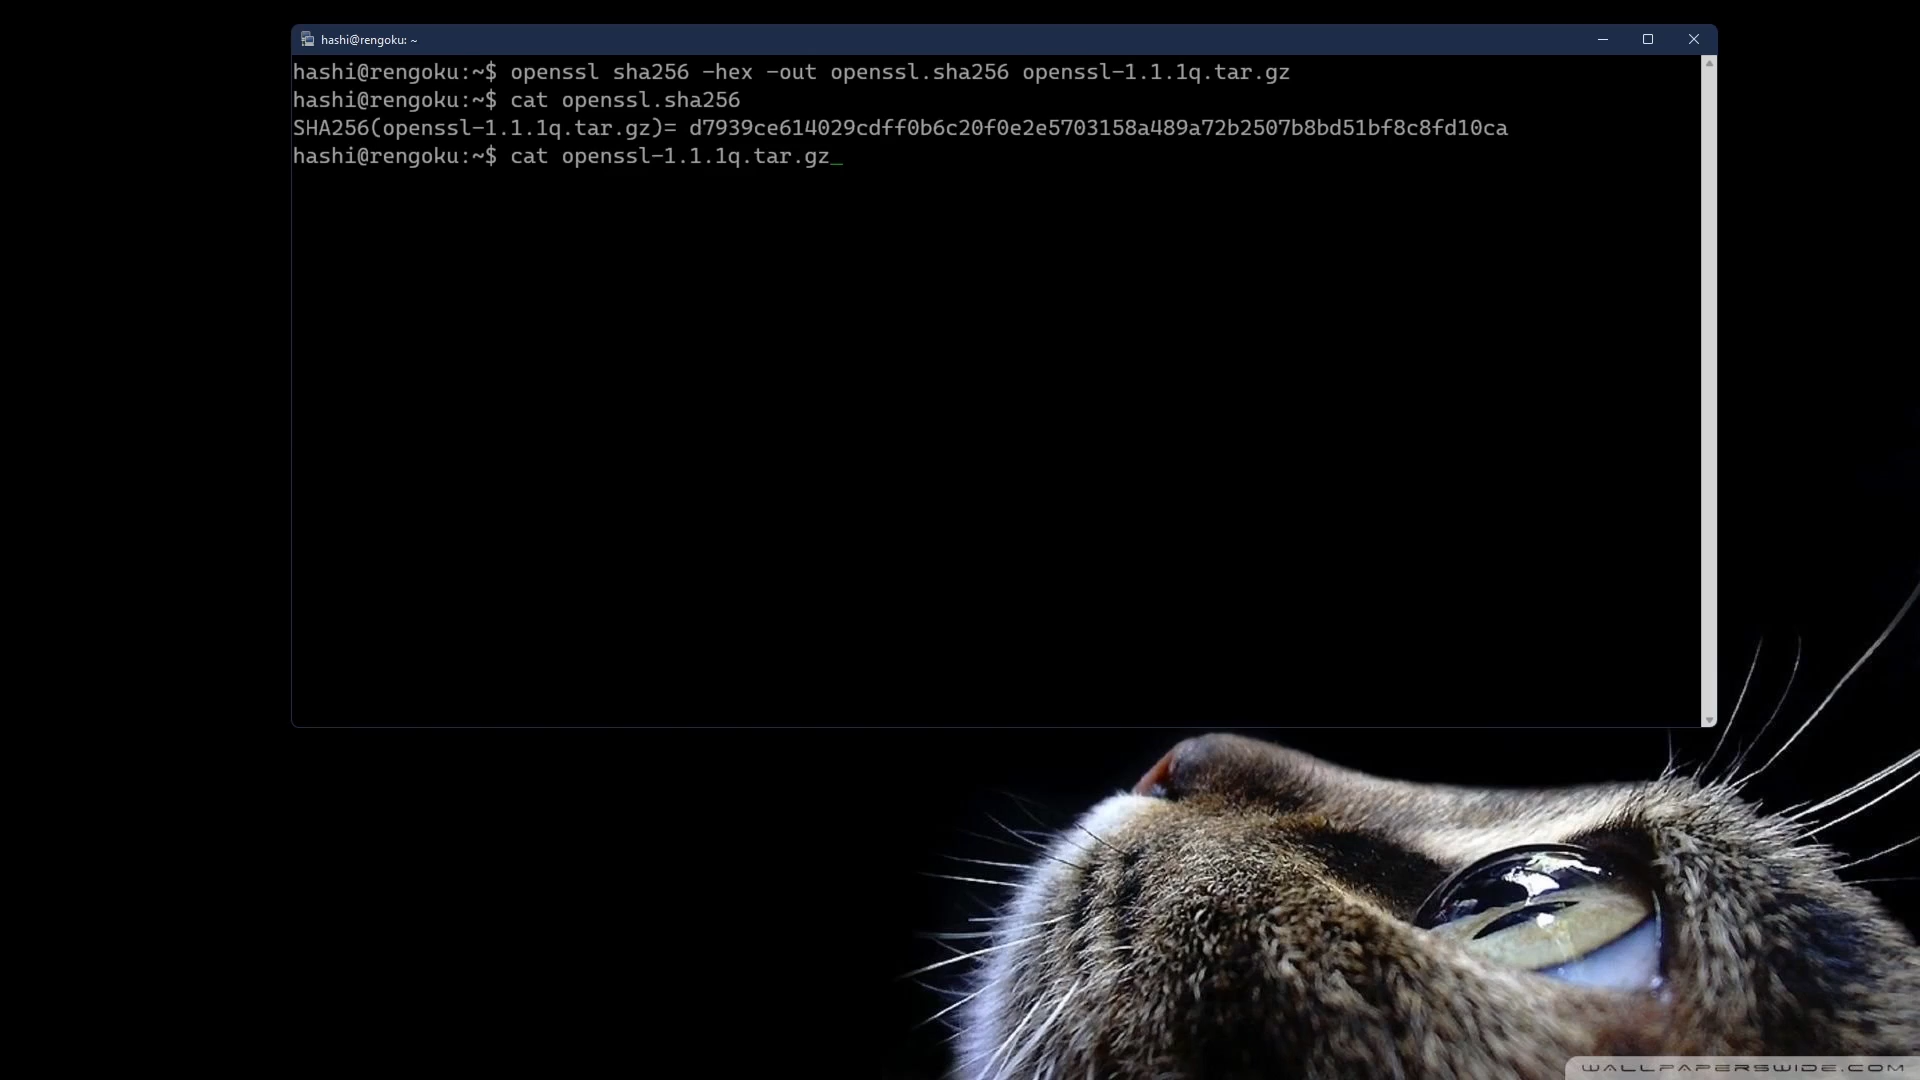 hashi@rengoku: ~
hashi@rengoku:~$ openssl sha256 -hex -out openssl.sha256 openssl-1.1.1q.tar.gz
hashi@rengoku:~$ cat openssl.sha256
SHA256(openssl-1.1.1q.tar.gz)= d7939ce614029cdff0b6c20f0e2e5703158a489a72b2507b8bd51bf8c8fd10ca
hashi@rengoku:~$ cat openssl-1.1.1q.tar.gz_
WALLPAPERSWIDE.COM